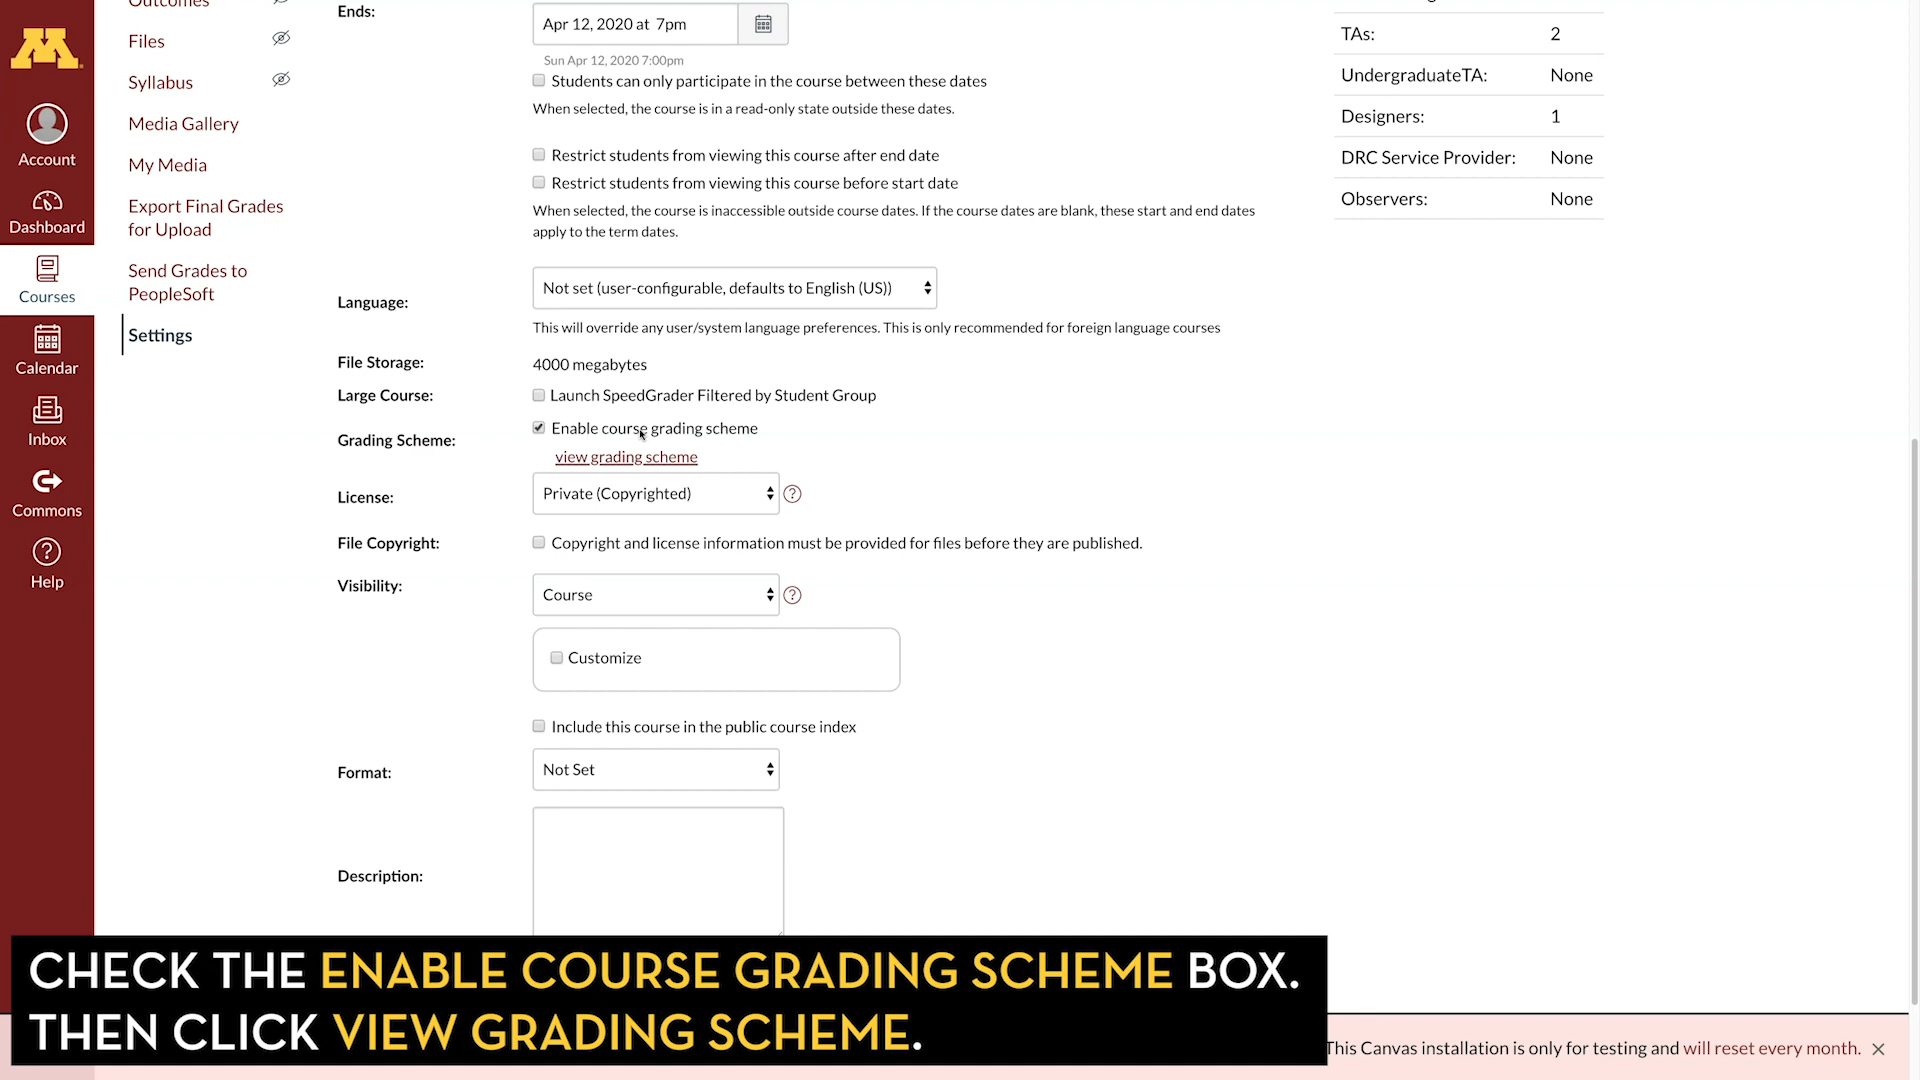 Outcomes
Files
Syllabus
Media Gallery
My Media
Export Final Grades
for Upload
Send Grades to
PeopleSoft
Settings
M
Account
Dashboard
Courses
Calendar
Inbox
Commons
Help
Ends:
Apr 12, 2020 at 7pm
Sun Apr 12, 2020 7:00pm
Students can only participate in the course between these dates
When selected, the course is in a read-only state outside these dates.
Restrict students from viewing this course after end date
Restrict students from viewing this course before start date
When selected, the course is inaccessible outside course dates. If the course dates are blank, these start and end dates
apply to the term dates.
Language:
Not set (user-configurable, defaults to English (US))
This will override any user/system language preferences. This is only recommended for foreign language courses
File Storage:
4000 megabytes
Large Course:
Launch SpeedGrader Filtered by Student Group
Grading Scheme:
Enable course grading scheme
view grading scheme
License:
Private (Copyrighted)
File Copyright:
Copyright and license information must be provided for files before they are published.
Visibility:
Course
Customize
Include this course in the public course index
Format:
Not Set
Description:
TAs: 2
UndergraduateTA: None
Designers: 1
DRC Service Provider: None
Observers: None
CHECK THE ENABLE COURSE GRADING SCHEME BOX.
THEN CLICK VIEW GRADING SCHEME.
This Canvas installation is only for testing and will reset every month.